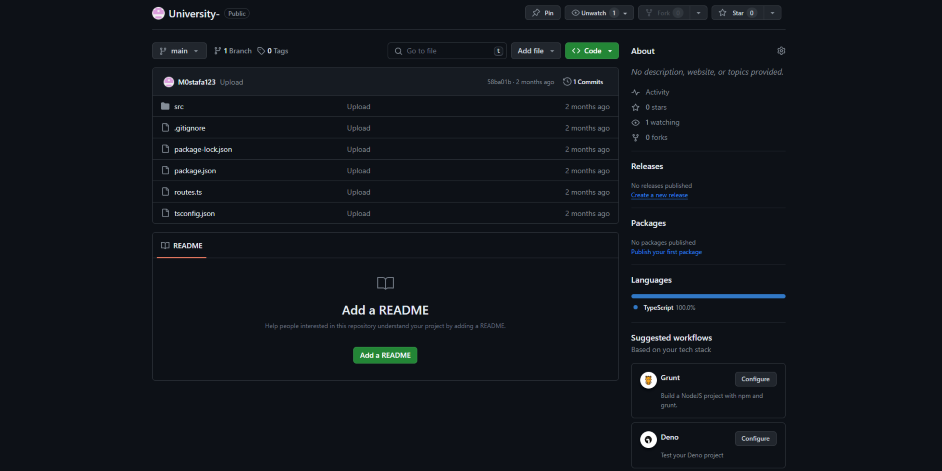 University- Public
Pin
Unwatch 1
Fork 0
Star 0
main
1 Branch
0 Tags
Go to file t
Add file
Code
M0stafa123 Upload
58ba01b · 2 months ago
1 Commits
src Upload 2 months ago
.gitignore Upload 2 months ago
package-lock.json Upload 2 months ago
package.json Upload 2 months ago
routes.ts Upload 2 months ago
tsconfig.json Upload 2 months ago
README
Add a README
Help people interested in this repository understand your project by adding a README.
Add a README
About
No description, website, or topics provided.
Activity
0 stars
1 watching
0 forks
Releases
No releases published
Create a new release
Packages
No packages published
Publish your first package
Languages
TypeScript 100.0%
Suggested workflows
Based on your tech stack
Grunt
Configure
Build a NodeJS project with npm and
grunt.
Deno
Configure
Test your Deno project